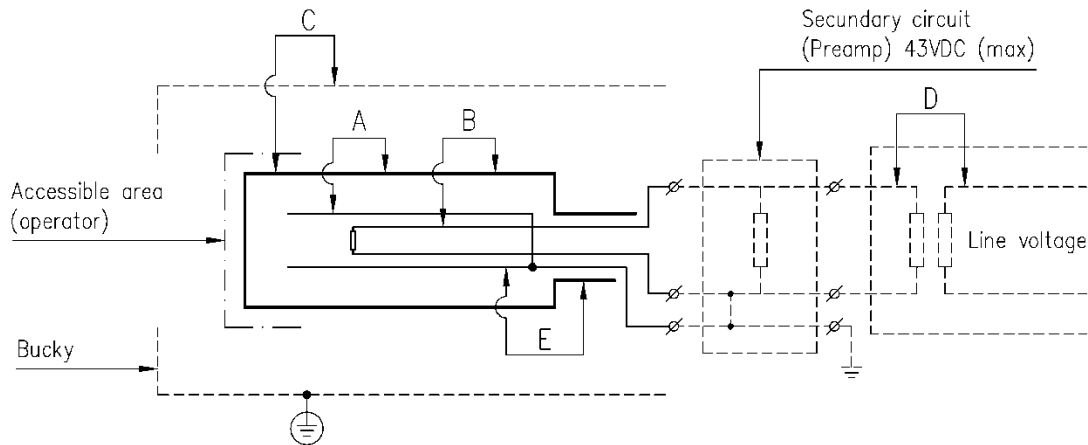 C
Secundary circuit
(Preamp) 43VDC (max)
A
B
D
Accessible area
(operator)
Line voltage
E
Bucky